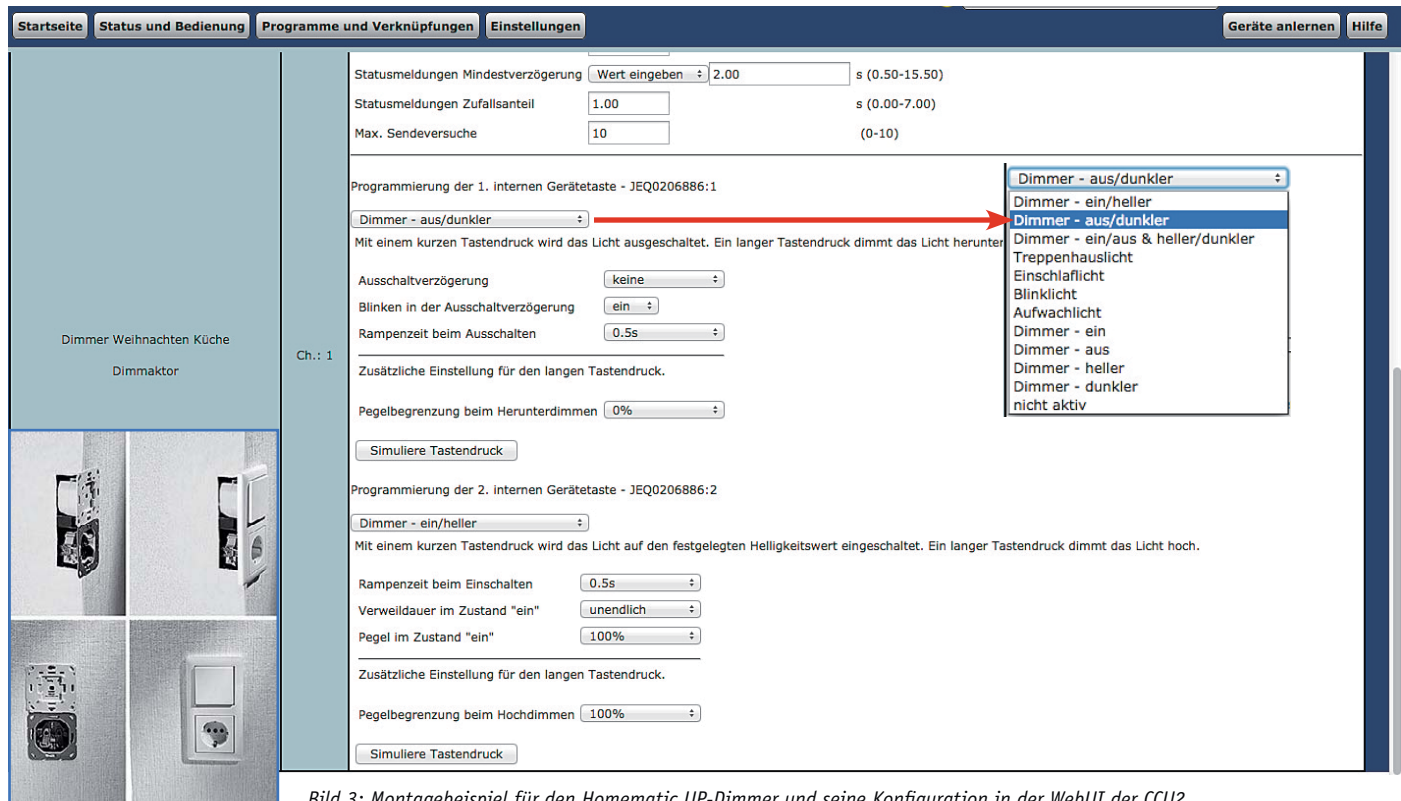 Startseite Status und Bedienung Programme und Verknüpfungen Einstellungen Geräte anlernen Hilfe
Statusmeldungen Mindestverzögerung Wert eingeben 2.00 s (0.50-15.50)
Statusmeldungen Zufallsanteil 1.00 s (0.00-7.00)
Max. Sendeversuche 10 (0-10)
Programmierung der 1. internen Gerätetaste - JEQ0206886:1
Dimmer - aus/dunkler
Mit einem kurzen Tastendruck wird das Licht ausgeschaltet. Ein langer Tastendruck dimmt das Licht herunter
Ausschaltverzögerung keine
Blinken in der Ausschaltverzögerung ein
Rampenzeit beim Ausschalten 0.5s
Zusätzliche Einstellung für den langen Tastendruck.
Pegelbegrenzung beim Herunterdimmen 0%
Simuliere Tastendruck
Dimmer - aus/dunkler
Dimmer - ein/heller
Dimmer - aus/dunkler
Dimmer - ein/aus & heller/dunkler
Treppenhauslicht
Einschlaflicht
Blinklicht
Aufwachlicht
Dimmer - ein
Dimmer - aus
Dimmer - heller
Dimmer - dunkler
nicht aktiv
Dimmer Weihnachten Küche
Dimmaktor
Ch.: 1
Programmierung der 2. internen Gerätetaste - JEQ0206886:2
Dimmer - ein/heller
Mit einem kurzen Tastendruck wird das Licht auf den festgelegten Helligkeitswert eingeschaltet. Ein langer Tastendruck dimmt das Licht hoch.
Rampenzeit beim Einschalten 0.5s
Verweildauer im Zustand "ein" unendlich
Pegel im Zustand "ein" 100%
Zusätzliche Einstellung für den langen Tastendruck.
Pegelbegrenzung beim Hochdimmen 100%
Simuliere Tastendruck
Bild 3: Montagebeispiel für den Homematic UP-Dimmer und seine Konfiguration in der WebUI der CCU2